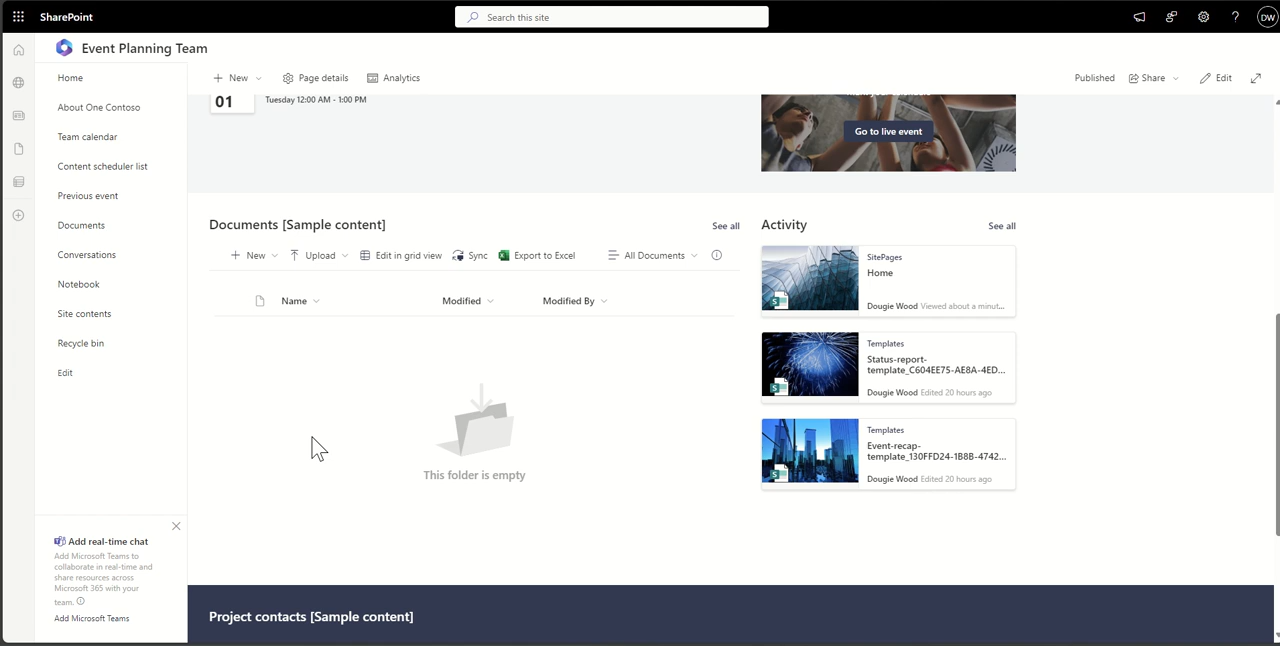 SharePoint
Search this site
DW
Event Planning Team
Home
About One Contoso
Team calendar
Content scheduler list
Previous event
Documents
Conversations
Notebook
Site contents
Recycle bin
Edit
Add real-time chat
Add Microsoft Teams to
collaborate in real-time and
share resources across
Microsoft 365 with your
team.
Add Microsoft Teams
New
Page details
Analytics
Published
Share
Edit
01
Tuesday 12:00 AM - 1:00 PM
Go to live event
Documents [Sample content]
See all
New
Upload
Edit in grid view
Sync
Export to Excel
All Documents
Name
Modified
Modified By
This folder is empty
Activity
See all
SitePages
Home
Dougie Wood Viewed about a minut...
Templates
Status-report-
template_C604EE75-AE8A-4ED...
Dougie Wood Edited 20 hours ago
Templates
Event-recap-
template_130FFD24-1B8B-4742...
Dougie Wood Edited 20 hours ago
Project contacts [Sample content]